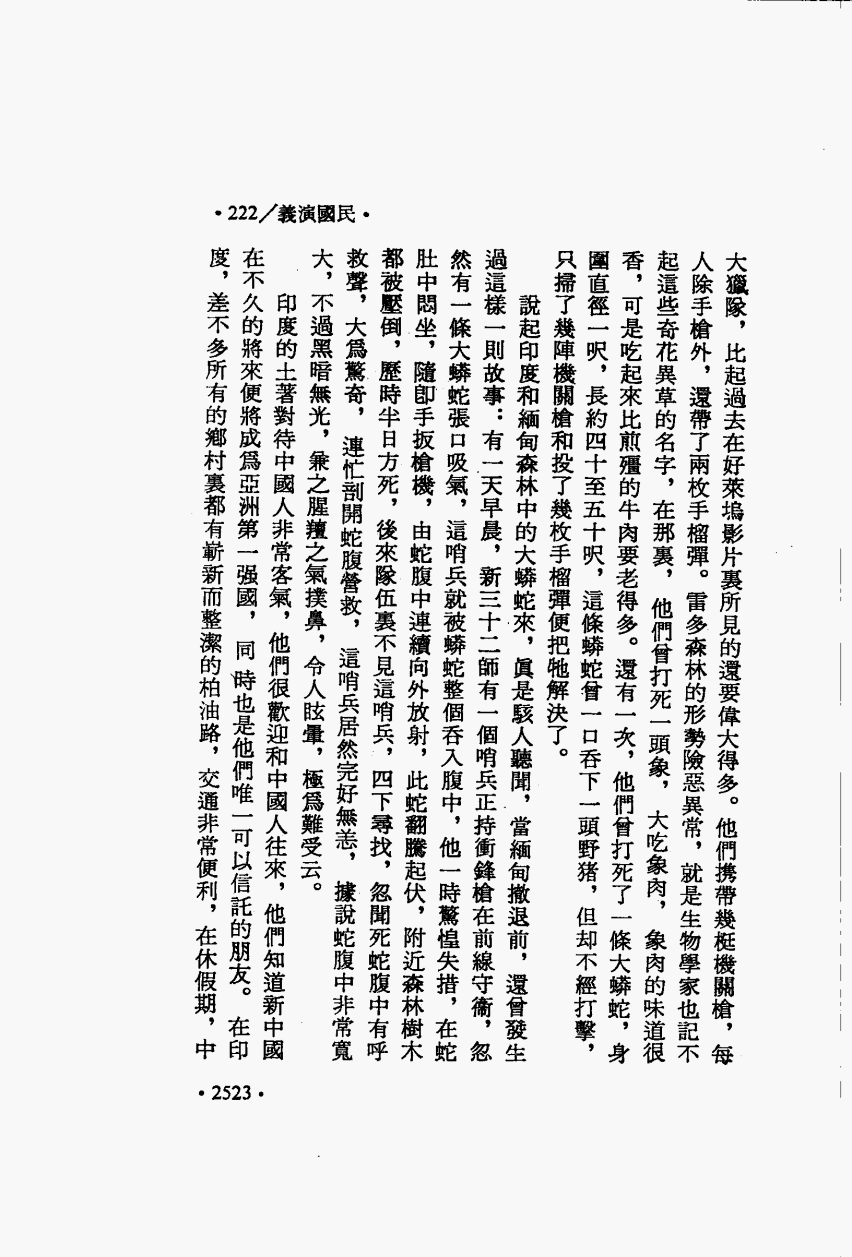 •222/義演國民•
大獵隊，比起過去在好萊塢影片裏所見的還要偉大得多。他們携帶幾梃機關槍，每
人除手槍外，還帶了兩枚手榴彈。雷多森林的形勢險惡異常，就是生物學家也記不
起這些奇花異草的名字，在那裏，他們曾打死一頭象，大吃象肉，象肉的味道很
香，可是吃起來比煎殭的牛肉要老得多。還有一次，他們曾打死了一條大蟒蛇，身
圍直徑一呎，長約四十至五十呎，這條蟒蛇曾一口吞下一頭野猪，但却不經打擊，
只掃了幾陣機關槍和投了幾枚手榴彈便把牠解決了。
說起印度和緬甸森林中的大蟒蛇來，眞是駭人聽聞，當緬甸撤退前，還曾發生
過這樣一則故事：有一天早晨，新三十二師有一個哨兵正持衝鋒槍在前線守衞，忽
然有一條大蟒蛇張口吸氣，這哨兵就被蟒蛇整個吞入腹中，他一時驚惶失措，在蛇
肚中悶坐，隨卽手扳槍機，由蛇腹中連續向外放射，此蛇翻騰起伏，附近森林樹木
都被壓倒，歷時半日方死，後來隊伍裏不見這哨兵，四下尋找，忽聞死蛇腹中有呼
救聲，大爲驚奇，連忙剖開蛇腹營救，這哨兵居然完好無恙，據說蛇腹中非常寬
大，不過黑暗無光，兼之腥羶之氣撲鼻，令人眩暈，極爲難受云。
印度的土著對待中國人非常客氣，他們很歡迎和中國人往來，他們知道新中國
在不久的將來便將成爲亞洲第一强國，同時也是他們唯一可以信託的朋友。在印
度，差不多所有的鄉村裏都有嶄新而整潔的柏油路，交通非常便利，在休假期，中
•2523•